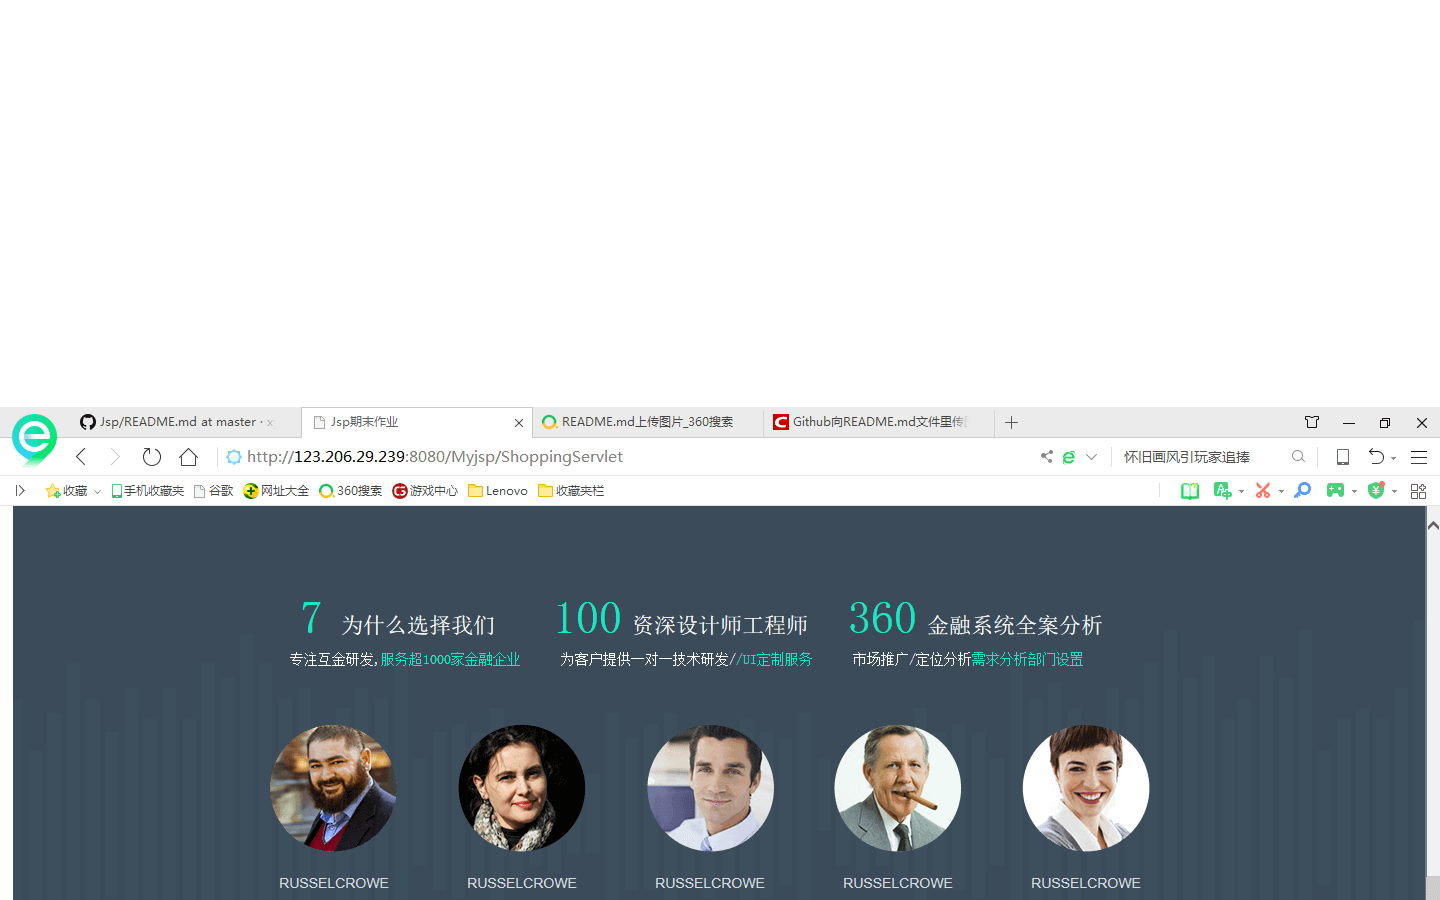 Jsp/README.md at master · x
Jsp期末作业
README.md上传图片_360搜索
Github向README.md文件里传
http://123.206.29.239:8080/Myjsp/ShoppingServlet
怀旧画风引玩家追捧
收藏 手机收藏夹 谷歌 网址大全 360搜索 游戏中心 Lenovo 收藏夹栏
7 为什么选择我们
专注互金研发,服务超1000家金融企业
100 资深设计师工程师
为客户提供一对一技术研发//UI定制服务
360 金融系统全案分析
市场推广/定位分析需求分析部门设置
RUSSELCROWE
RUSSELCROWE
RUSSELCROWE
RUSSELCROWE
RUSSELCROWE